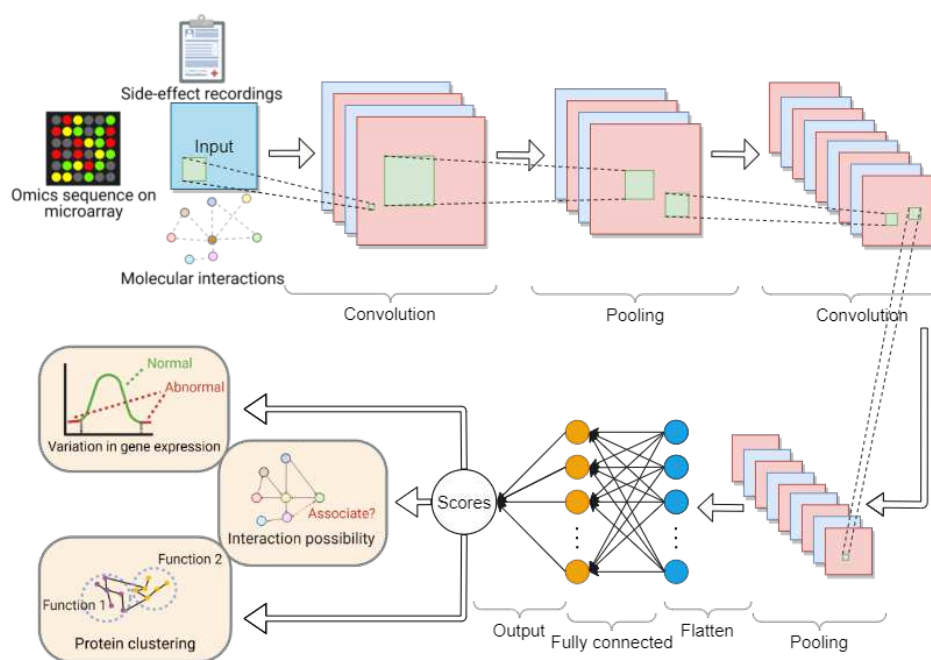 Side-effect recordings
Input
Omics sequence on
microarray
Molecular interactions
Convolution
Pooling
Convolution
Normal
Abnormal
Variation in gene expression
Associate?
Interaction possibility
Scores
Function 2
Function 1
Protein clustering
Output
Fully connected
Flatten
Pooling